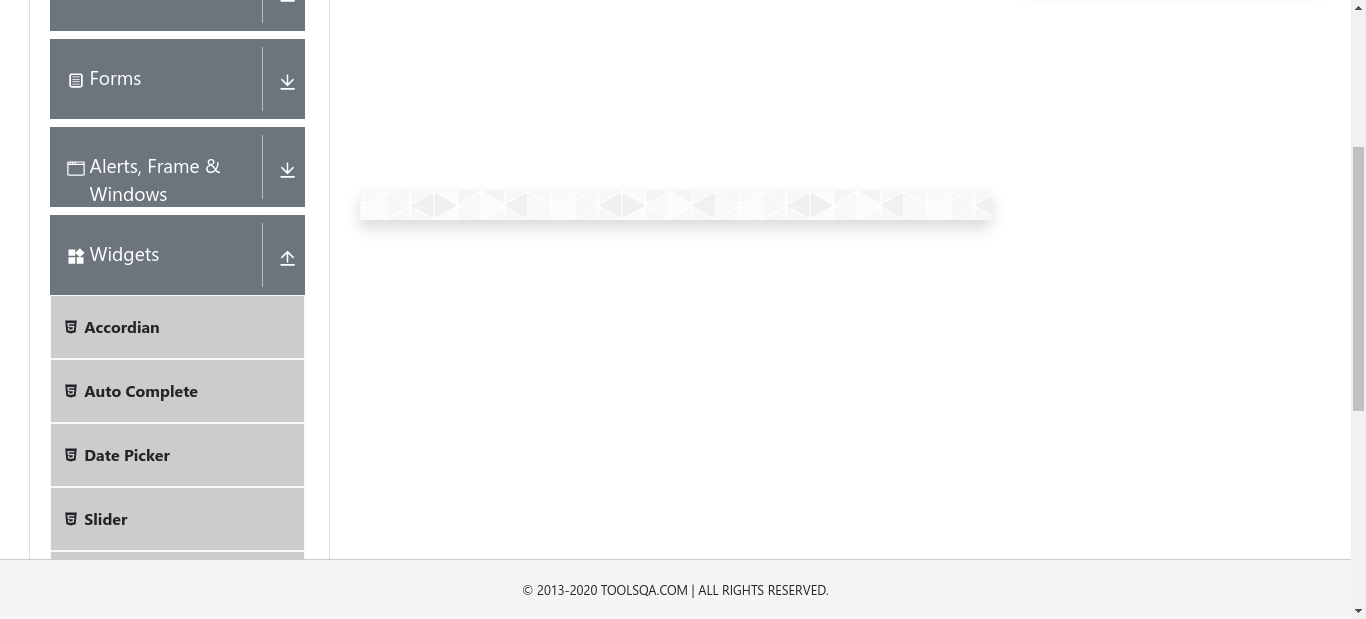 Forms
Alerts, Frame &
Windows
Widgets
Accordian
Auto Complete
Date Picker
Slider
© 2013-2020 TOOLSQA.COM | ALL RIGHTS RESERVED.